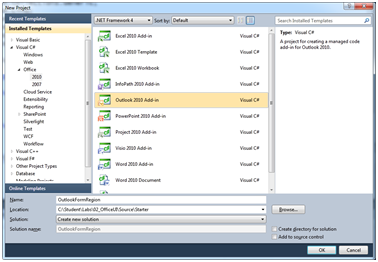 New Project
Recent Templates
.NET Framework 4 Sort by: Default
Search Installed Templates
Installed Templates
Visual Basic
Visual C#
Windows
Web
Office
2010
2007
Cloud Service
Extensibility
Reporting
SharePoint
Silverlight
Test
WCF
Workflow
Visual C++
Visual F#
Other Project Types
Database
Online Templates
Excel 2010 Add-in Visual C#
Excel 2010 Template Visual C#
Excel 2010 Workbook Visual C#
InfoPath 2010 Add-in Visual C#
Outlook 2010 Add-in Visual C#
PowerPoint 2010 Add-in Visual C#
Project 2010 Add-in Visual C#
Visio 2010 Add-in Visual C#
Word 2010 Add-in Visual C#
Word 2010 Document Visual C#
Type: Visual C#
A project for creating a managed code
add-in for Outlook 2010.
Name: OutlookFormRegion
Location: C:\Student\Labs\02_OfficeUI\Source\Starter
Browse...
Solution: Create new solution
Solution name: OutlookFormRegion
Create directory for solution
Add to source control
OK Cancel